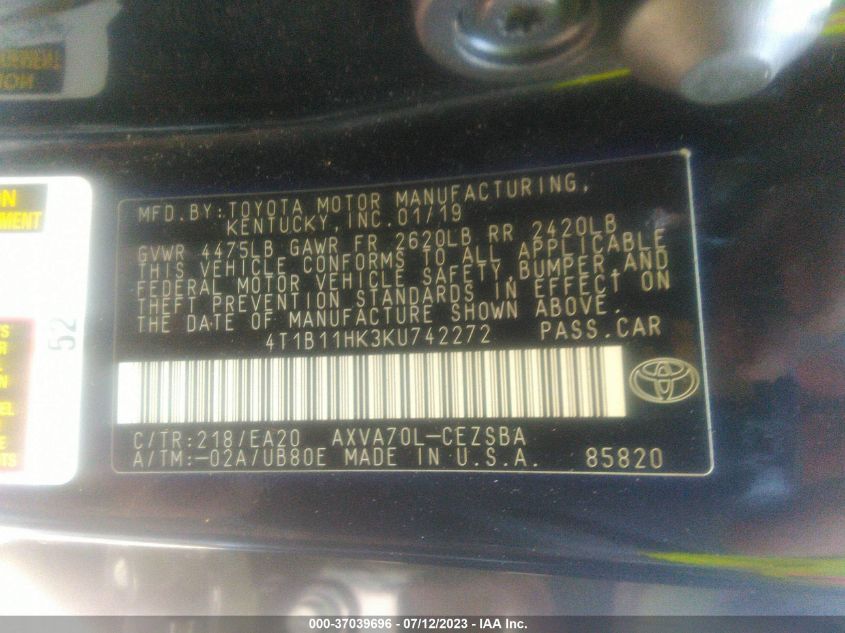 MFD.BY:TOYOTA MOTOR MANUFACTURING,
KENTUCKY, INC. 01/19
GVWR 4475LB GAWR FR 2620LB RR 2420LB
THIS VEHICLE CONFORMS TO ALL APPLICABLE
FEDERAL MOTOR VEHICLE SAFETY,BUMPER,AND
THEFT PREVENTION STANDARDS IN EFFECT ON
THE DATE OF MANUFACTURE SHOWN ABOVE.
4T1B11HK3KU742272 PASS.CAR
C/TR:218/EA20 AXVA70L-CEZSBA
A/TM:-02A/UB80E MADE IN U.S.A. 85820
ON
MENT
52
000-37039696 - 07/12/2023 - IAA Inc.